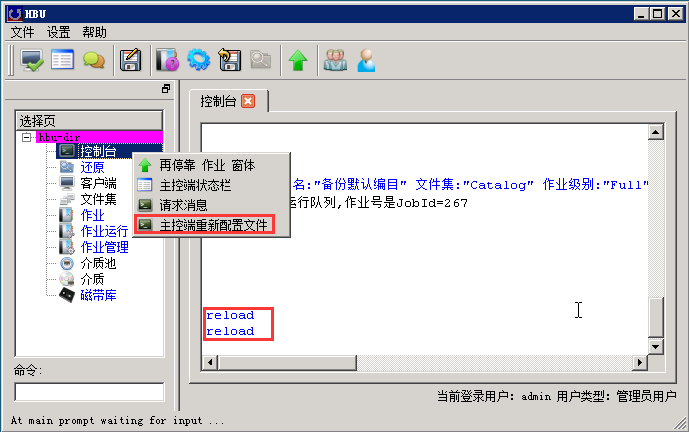 HBU
文件 设置 帮助
选择页
hbu-dir
控制台
还原
客户端
文件集
作业
作业运行
作业管理
介质池
介质
磁带库
命令:
再停靠 作业 窗体
主控端状态栏
请求消息
主控端重新配置文件
控制台
名:"备份默认编目" 文件集:"Catalog" 作业级别:"Full"
运行队列,作业号是JobId=267
reload
reload
当前登录用户: admin 用户类型: 管理员用户
At main prompt waiting for input ...